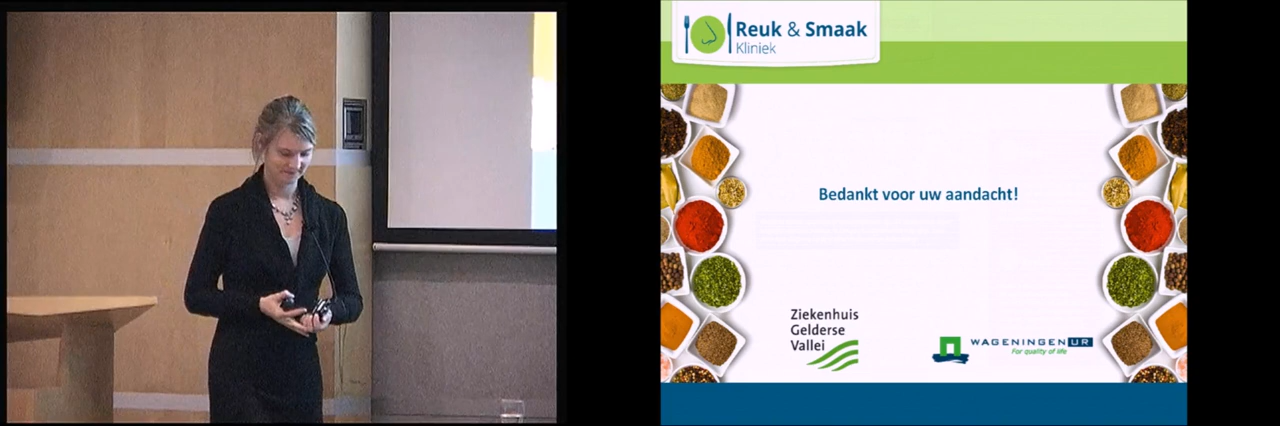 Reuk & Smaak
Kliniek
Bedankt voor uw aandacht!
Ziekenhuis
Gelderse
Vallei
WAGENINGEN UR
For quality of life